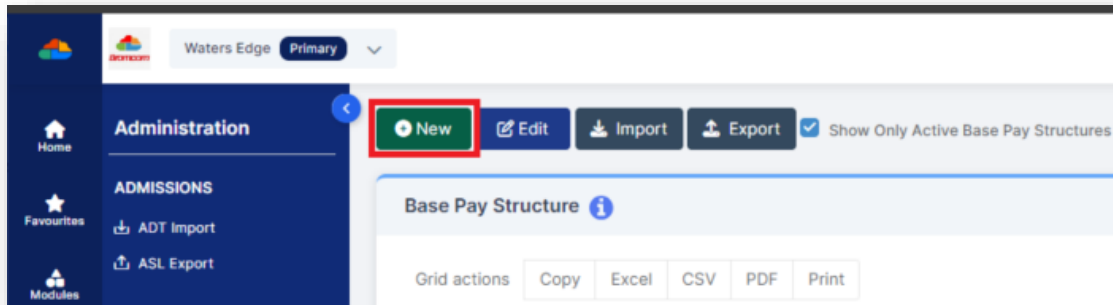 Bromcom
Waters Edge Primary
Home
Favourites
Modules
Administration
ADMISSIONS
ADT Import
ASL Export
New Edit Import Export Show Only Active Base Pay Structures
Base Pay Structure
Grid actions Copy Excel CSV PDF Print